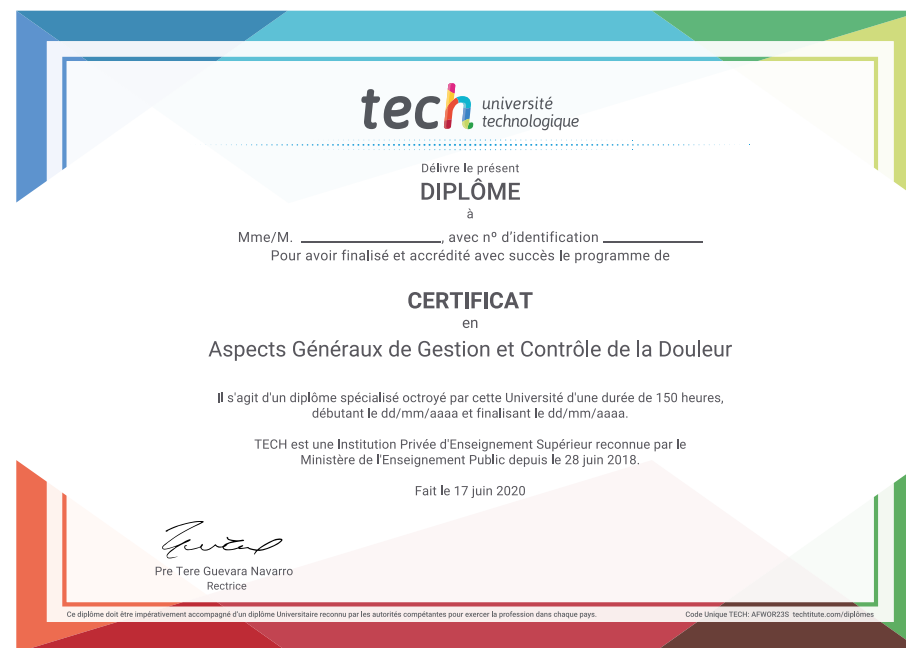 tech université
technologique
Délivre le présent
DIPLÔME
à
Mme/M. ____________________, avec nº d'identification ______________
Pour avoir finalisé et accrédité avec succès le programme de
CERTIFICAT
en
Aspects Généraux de Gestion et Contrôle de la Douleur
Il s'agit d'un diplôme spécialisé octroyé par cette Université d'une durée de 150 heures,
débutant le dd/mm/aaaa et finalisant le dd/mm/aaaa.
TECH est une Institution Privée d'Enseignement Supérieur reconnue par le
Ministère de l'Enseignement Public depuis le 28 juin 2018.
Fait le 17 juin 2020
Pre Tere Guevara Navarro
Rectrice
Ce diplôme doit être impérativement accompagné d'un diplôme Universitaire reconnu par les autorités compétentes pour exercer la profession dans chaque pays.
Code Unique TECH: AFWOR23S techtitute.com/diplômes